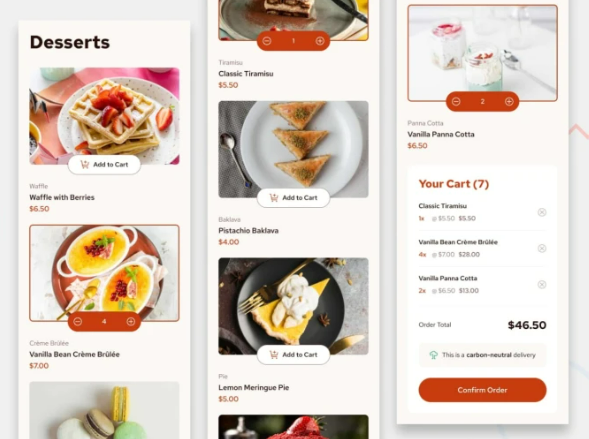 Desserts
Add to Cart
Waffle
Waffle with Berries
$6.50
4
Crème Brûlée
Vanilla Bean Crème Brûlée
$7.00
1
Tiramisu
Classic Tiramisu
$5.50
Add to Cart
Baklava
Pistachio Baklava
$4.00
Add to Cart
Pie
Lemon Meringue Pie
$5.00
2
Panna Cotta
Vanilla Panna Cotta
$6.50
Your Cart (7)
Classic Tiramisu
1x @ $5.50 $5.50
Vanilla Bean Crème Brûlée
4x @ $7.00 $28.00
Vanilla Panna Cotta
2x @ $6.50 $13.00
Order Total $46.50
This is a carbon-neutral delivery
Confirm Order